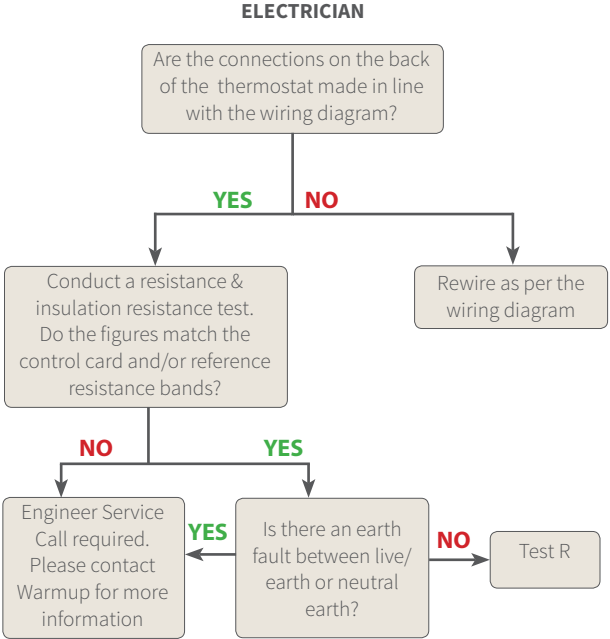 ELECTRICIAN
Are the connections on the back
of the thermostat made in line
with the wiring diagram?
YES
NO
Conduct a resistance &
insulation resistance test.
Do the figures match the
control card and/or reference
resistance bands?
Rewire as per the
wiring diagram
NO
YES
Engineer Service
Call required.
Please contact
Warmup for more
information
YES
Is there an earth
fault between live/
earth or neutral
earth?
NO
Test R